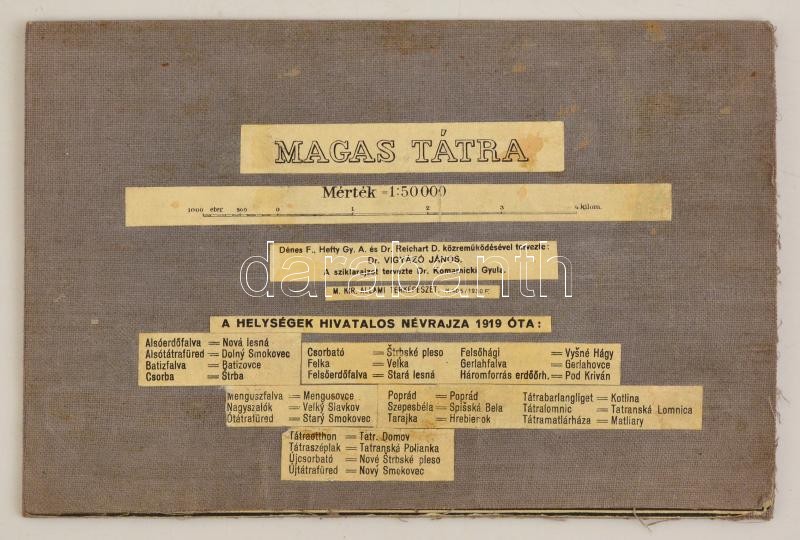 MAGAS TÁTRA
Mérték = 1:50000
1000 eter 500 0 1 2 3 4 kilom.
Dénes F., Hefty Gy. A. és Dr. Reichart D. közreműködésével tervezte:
Dr. VIGYÁZÓ JÁNOS.
A sziklarajzot tervezte Dr. Komarnicki Gyula.
M. KIR. ÁLLAMI TÉRKÉPÉSZET.
darabanth
A HELYSÉGEK HIVATALOS NÉVRAJZA 1919 ÓTA:
Alsóerdőfalva = Nová lesná
Alsótátrafüred = Dolný Smokovec
Batizfalva = Batizovce
Csorba = Štrba
Csorbató = Štrbské pleso
Felka = Veľka
Felsőerdőfalva = Stará lesná
Felsőhági = Vyšné Hágy
Gerlahfalva = Gerlahovce
Háromforrás erdőőrh. = Pod Kriváň
Menguszfalva = Mengusovce
Nagyszalók = Velký Slavkov
Ótátrafüred = Starý Smokovec
Poprád = Poprád
Szepesbéla = Spišská Bela
Tarajka = Hrebienok
Tátrabarlangliget = Kotlina
Tátralomnic = Tatranská Lomnica
Tátramatlárháza = Matliary
Tátraotthon = Tatr. Domov
Tátraszéplak = Tatranská Polianka
Újcsorbató = Nové Štrbské pleso
Újtátrafüred = Nový Smokovec